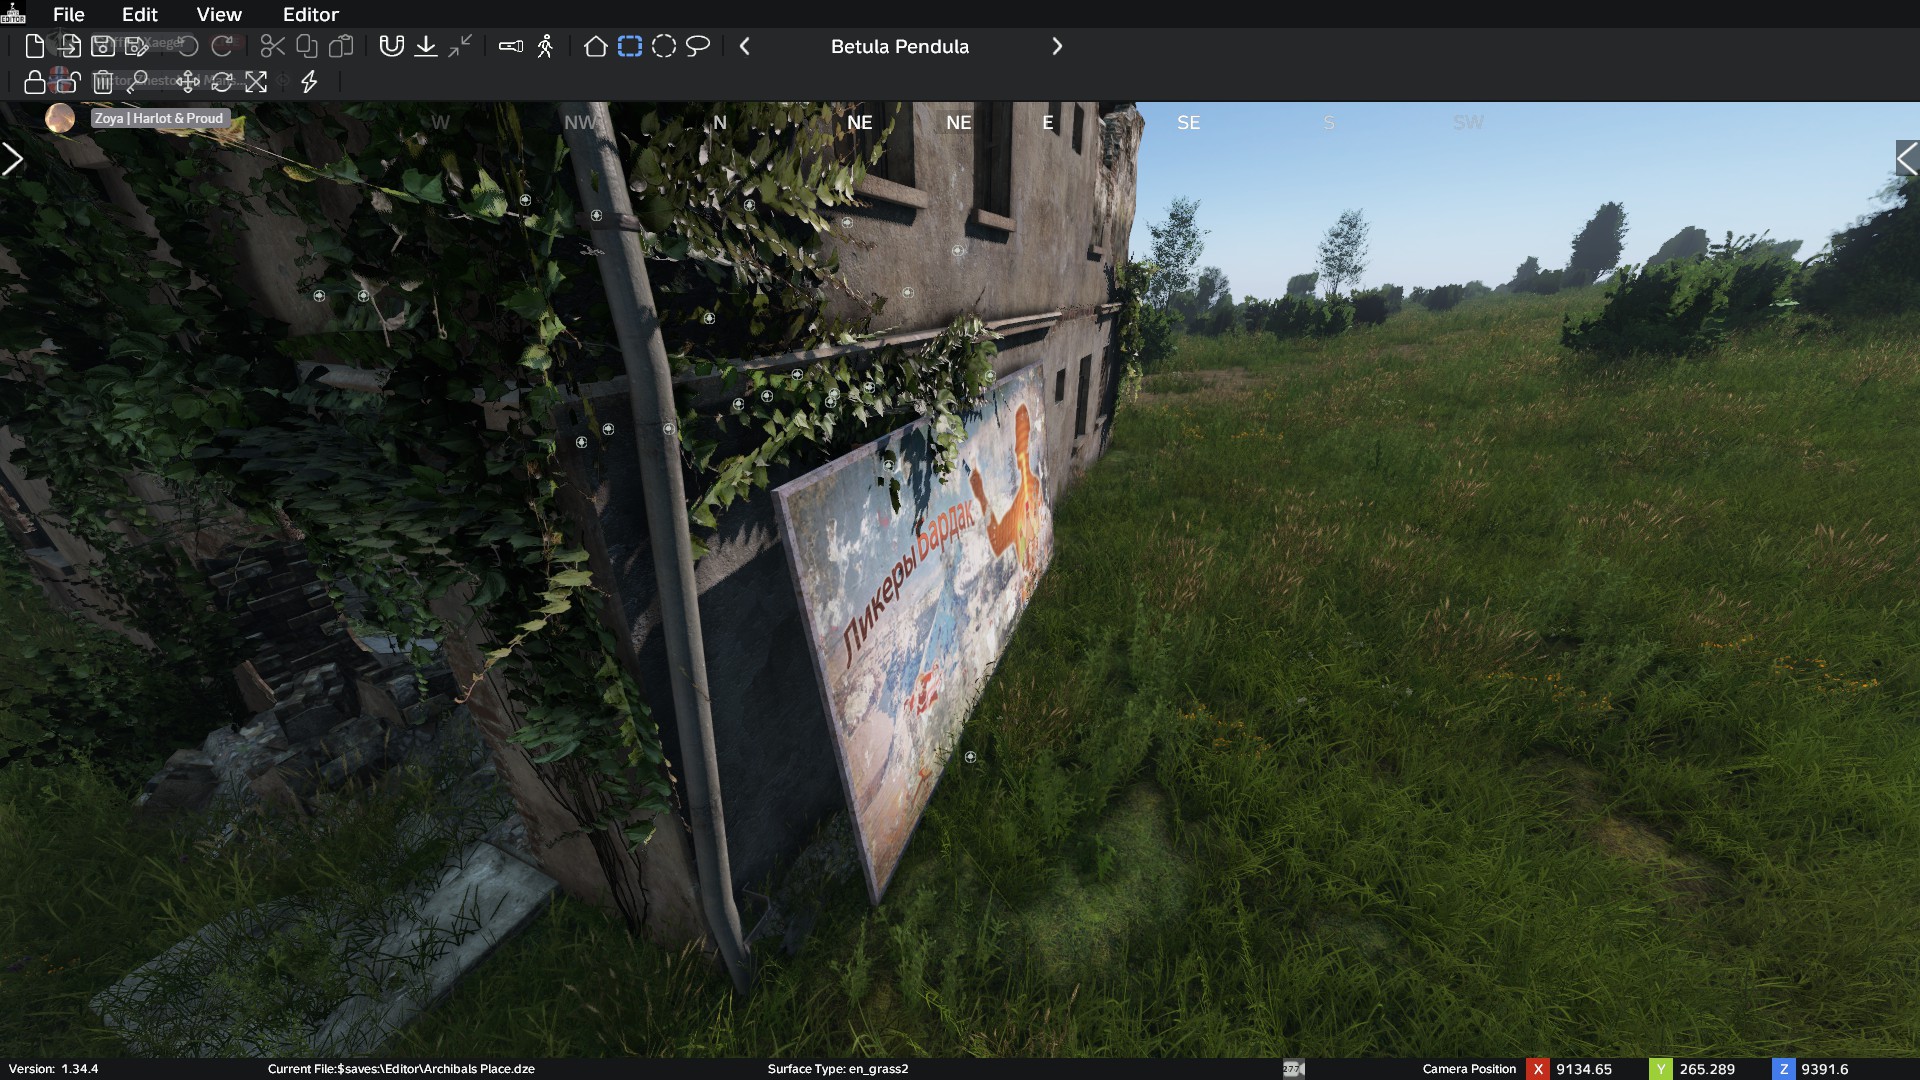 File Edit View Editor
Betula Pendula
Zoya | Harlot & Proud
W NW N NE NE E SE S SW
Пикеры бардак
Version: 1.34.4 Current File:$saves:\Editor\Archibals Place.dze Surface Type: en_grass2 277 Camera Position X 9134.65 Y 265.289 Z 9391.6